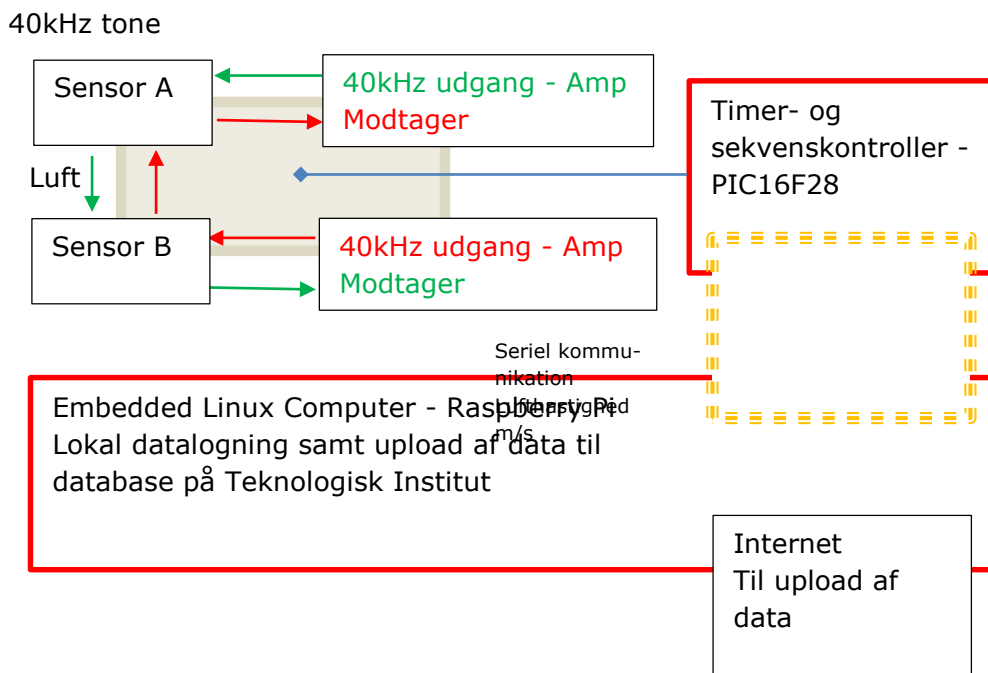 40kHz tone
Sensor A
40kHz udgang - Amp
Modtager
Timer- og
sekvenskontroller -
PIC16F28
Luft
Sensor B
40kHz udgang - Amp
Modtager
Seriel kommu-
nikation
Lufthastighed
m/s
Embedded Linux Computer - Raspberry Pi
Lokal datalogning samt upload af data til
database på Teknologisk Institut
Internet
Til upload af
data